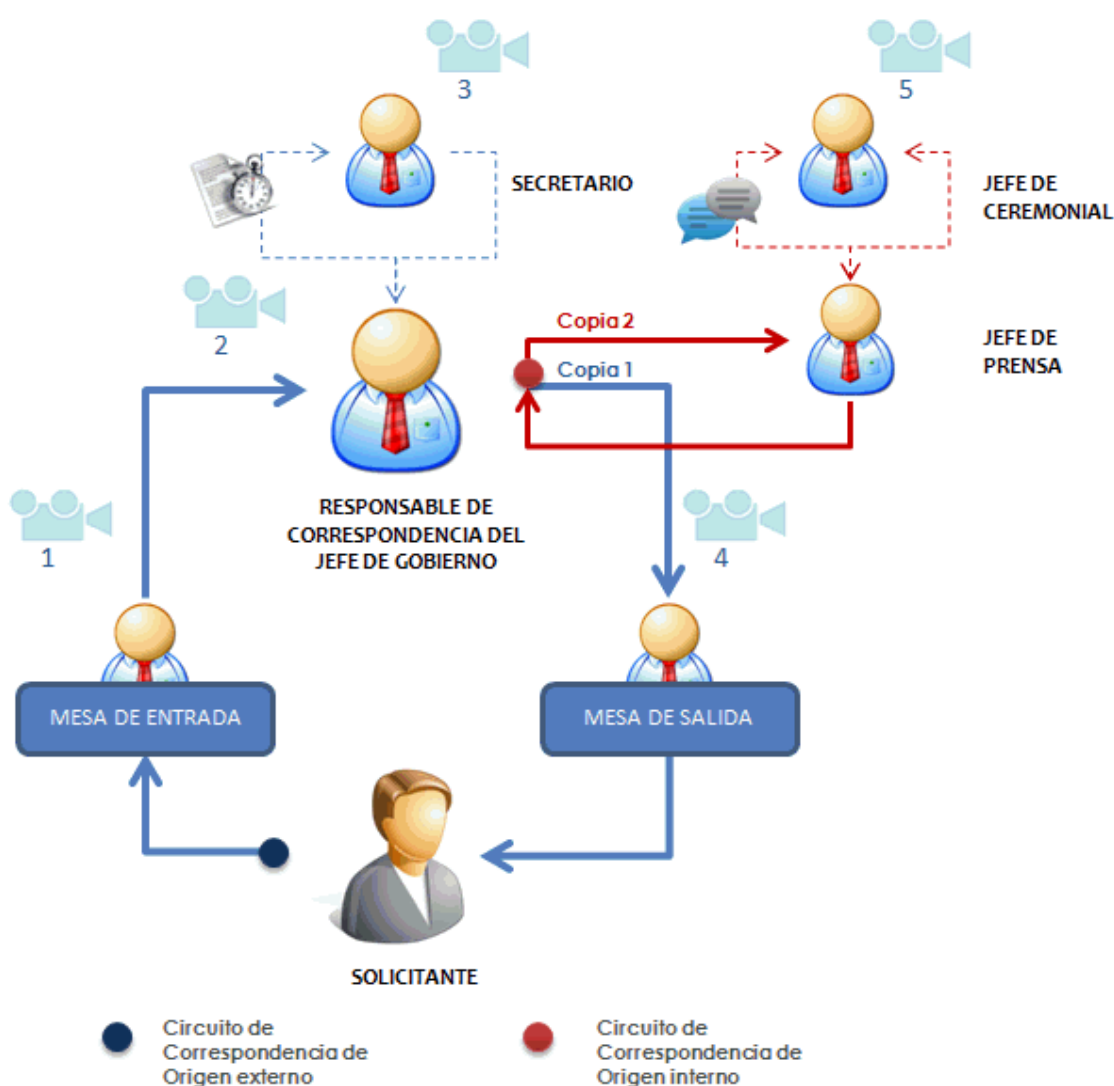 3
5
SECRETARIO
JEFE DE
CEREMONIAL
2
Copia 2
Copia 1
JEFE DE
PRENSA
RESPONSABLE DE
CORRESPONDENCIA DEL
JEFE DE GOBIERNO
1
4
MESA DE ENTRADA
MESA DE SALIDA
SOLICITANTE
Circuito de
Correspondencia de
Origen externo
Circuito de
Correspondencia de
Origen interno